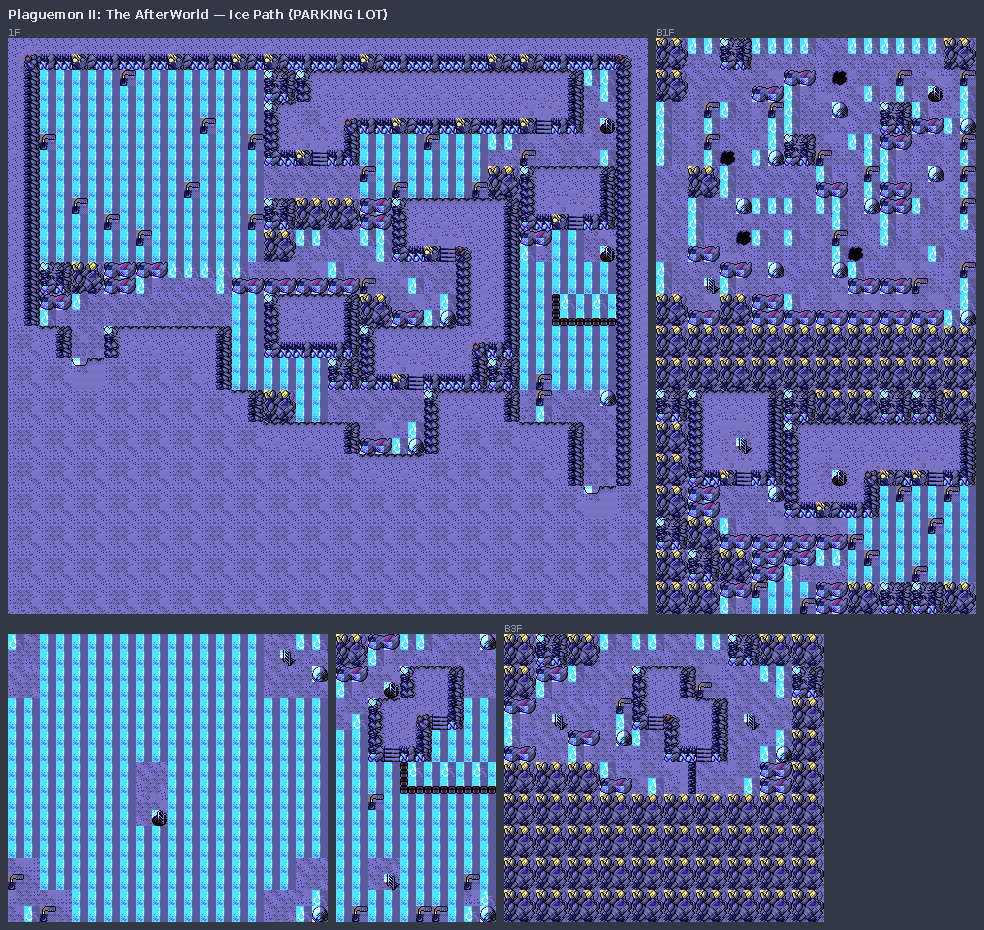 Plaguemon II: The AfterWorld — Ice Path (PARKING LOT)
1F
B1F
B3F